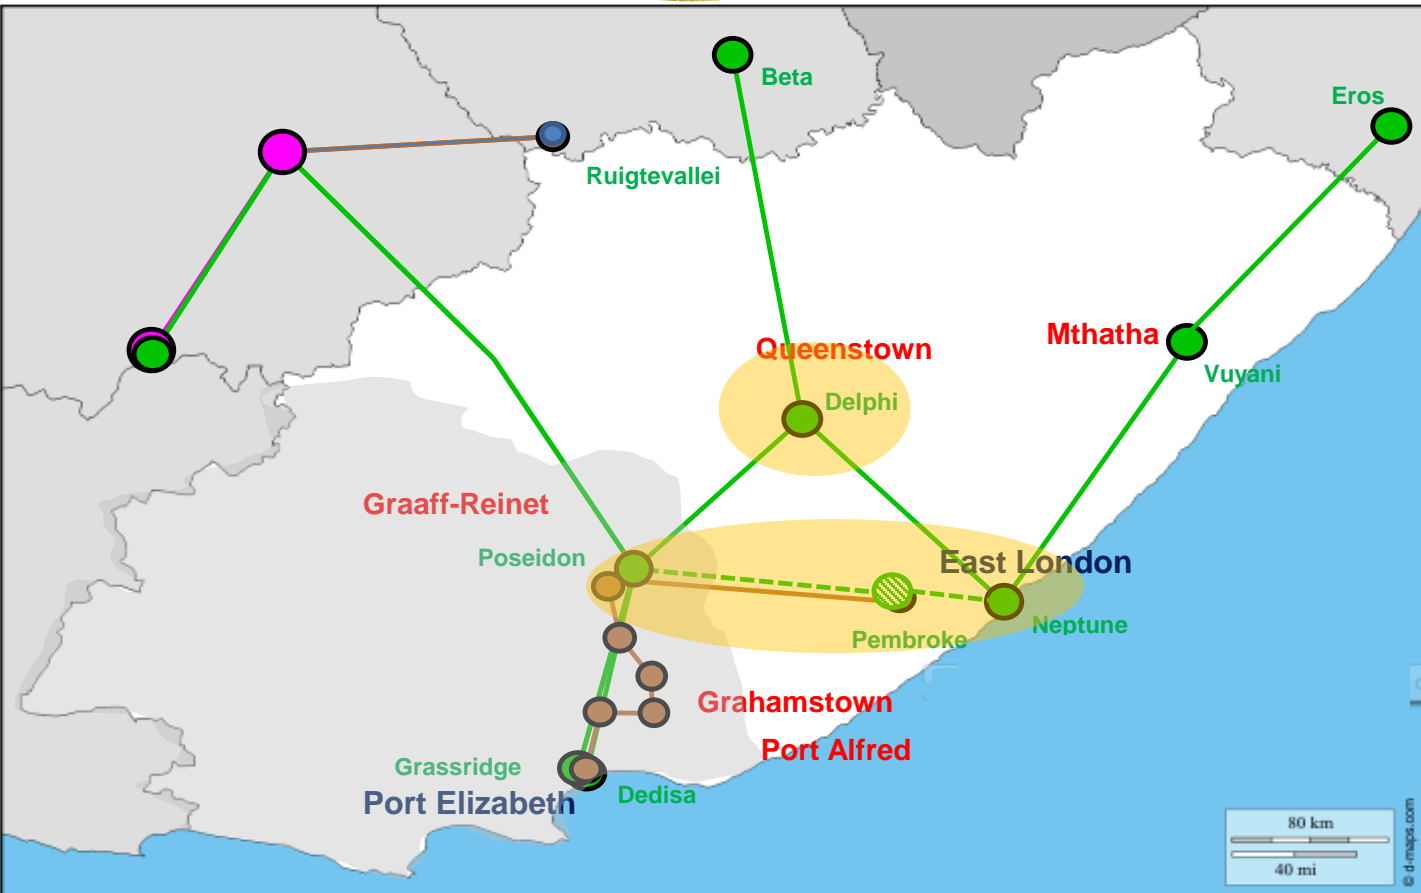 Beta
Eros
Ruigtevallei
Mthatha
Queenstown
Vuyani
Delphi
Graaff-Reinet
Poseidon
East London
Neptune
Pembroke
Grahamstown
Port Alfred
Grassridge
Dedisa
Port Elizabeth
80 km
40 mi
© d-maps.com